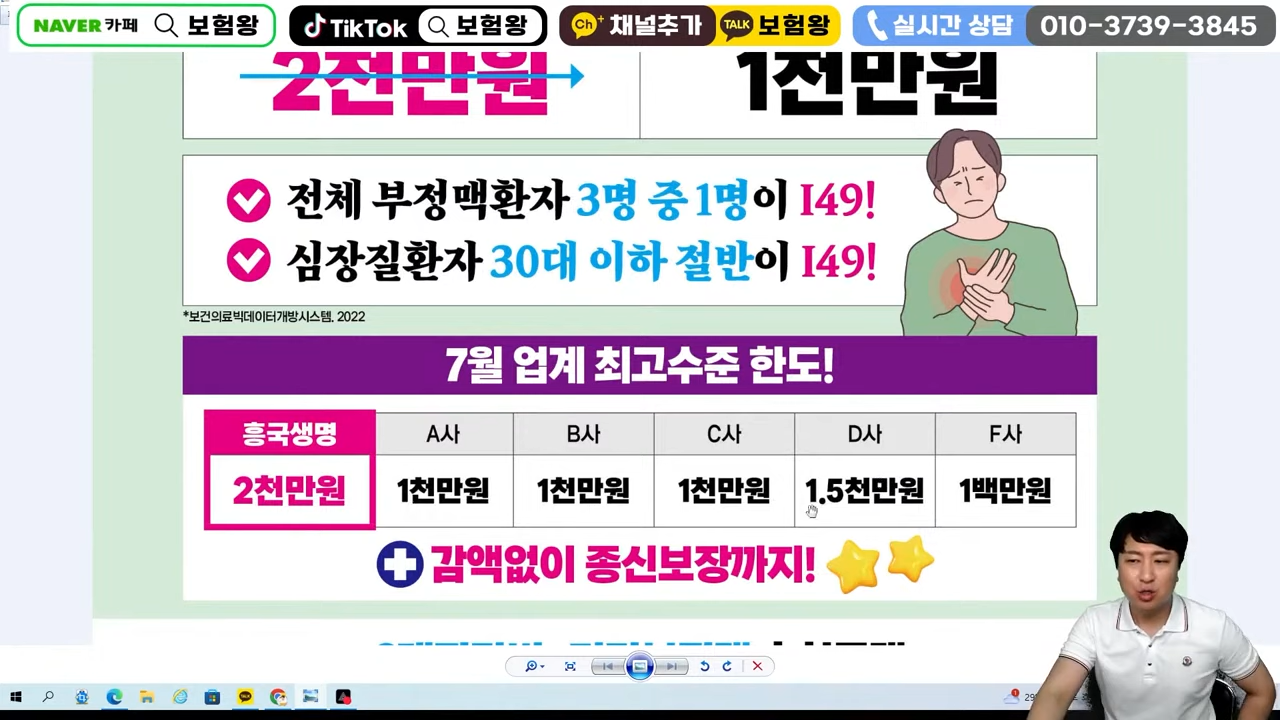 NAVER 카페 보험왕
TikTok 보험왕
Ch+ 채널추가 TALK 보험왕
실시간 상담 010-3739-3845
2천만원 1천만원
전체 부정맥환자 3명 중 1명이 I49!
심장질환자 30대 이하 절반이 I49!
*보건의료빅데이터개방시스템, 2022
7월 업계 최고수준 한도!
흥국생명 A사 B사 C사 D사 F사
2천만원 1천만원 1천만원 1천만원 1.5천만원 1백만원
감액없이 종신보장까지!
TALK